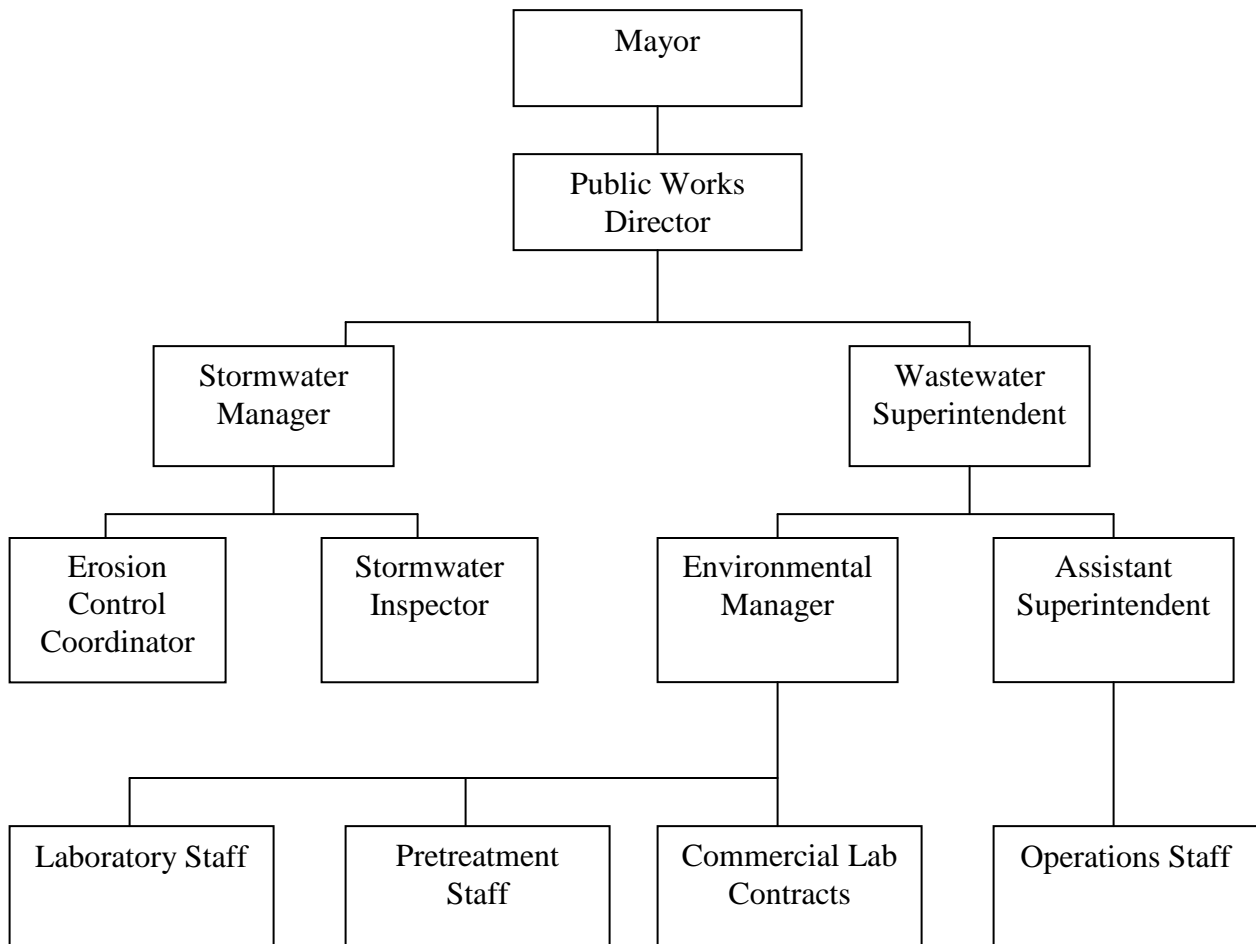 Mayor
Public Works
Director
Stormwater
Manager
Wastewater
Superintendent
Erosion
Control
Coordinator
Stormwater
Inspector
Environmental
Manager
Assistant
Superintendent
Laboratory Staff
Pretreatment
Staff
Commercial Lab
Contracts
Operations Staff